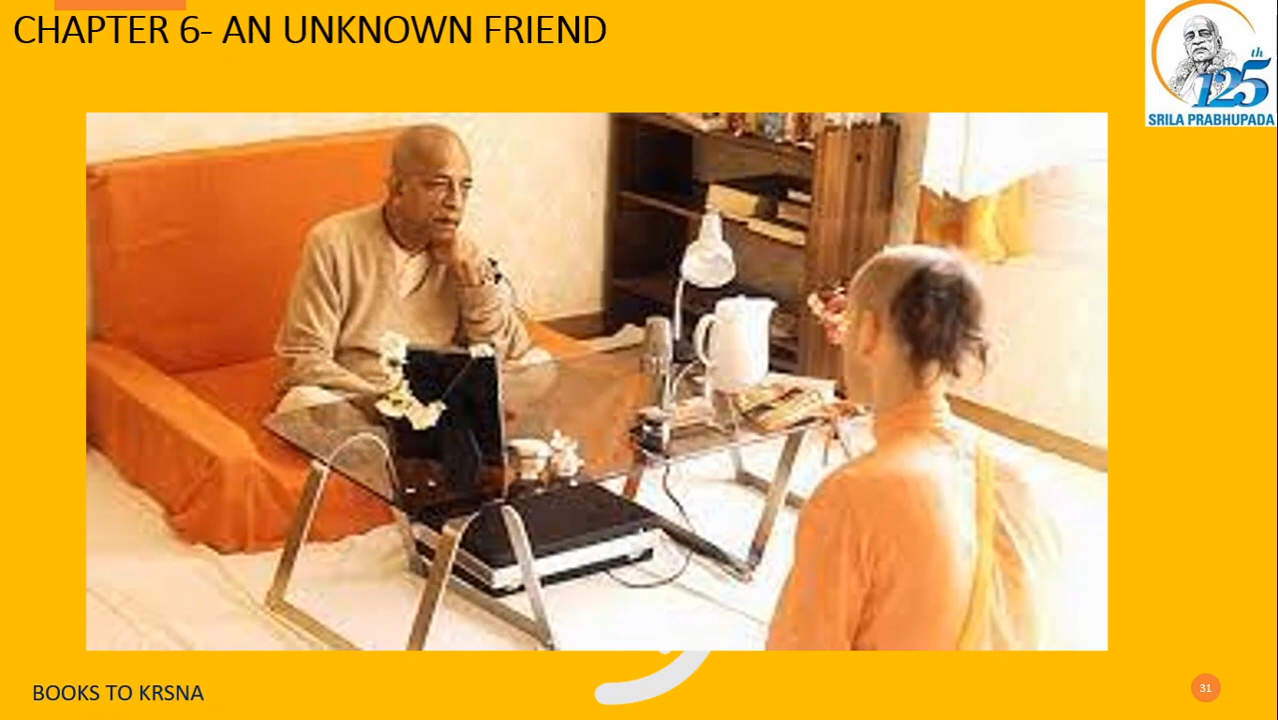 CHAPTER 6- AN UNKNOWN FRIEND
125th
SRILA PRABHUPADA
BOOKS TO KRSNA
31